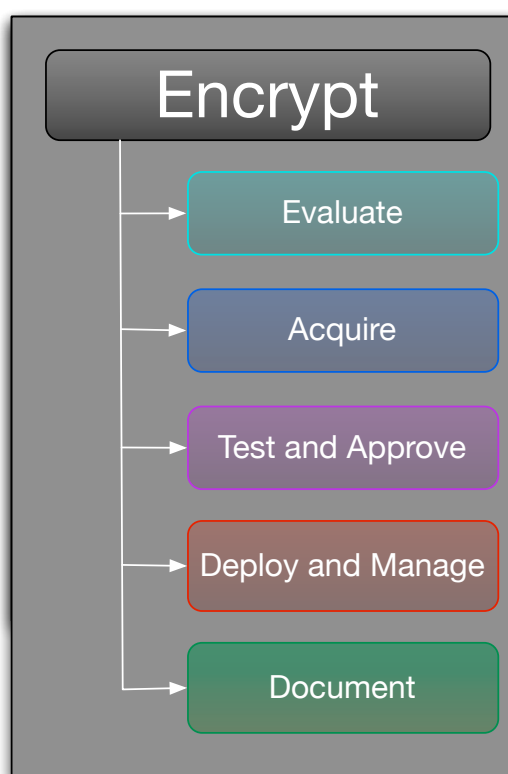 Encrypt
Evaluate
Acquire
Test and Approve
Deploy and Manage
Document